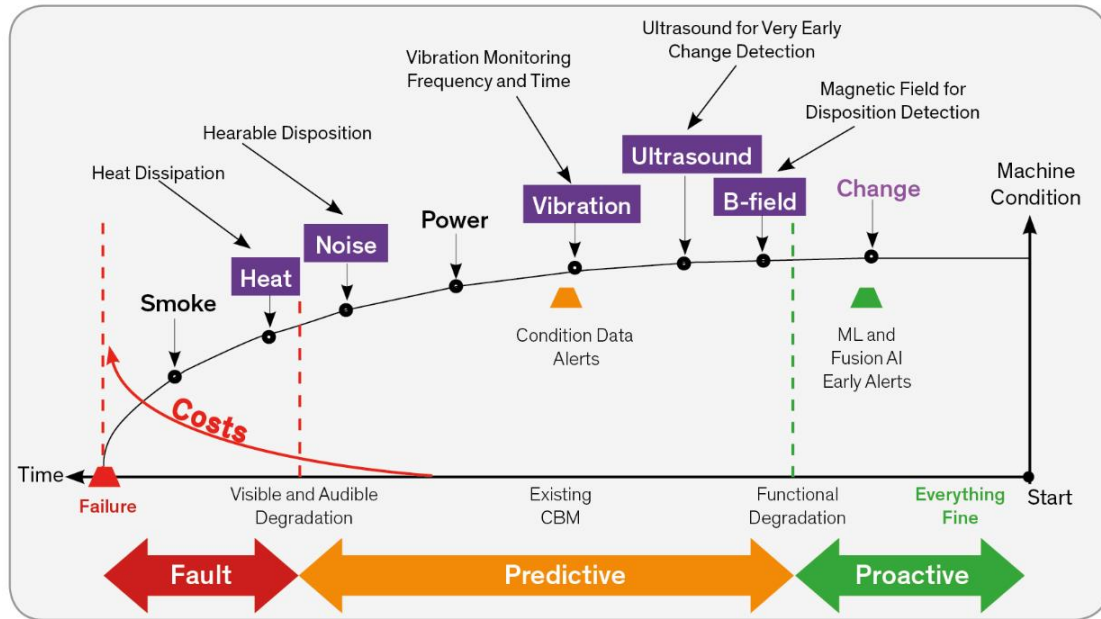 Ultrasound for Very Early
Change Detection
Vibration Monitoring
Frequency and Time
Magnetic Field for
Disposition Detection
Hearable Disposition
Heat Dissipation
Ultrasound
Machine
Condition
Change
B-field
Vibration
Power
Noise
Heat
Smoke
Condition Data
Alerts
ML and
Fusion AI
Early Alerts
Costs
Time
Start
Failure
Visible and Audible
Degradation
Existing
CBM
Functional
Degradation
Everything
Fine
Fault
Predictive
Proactive